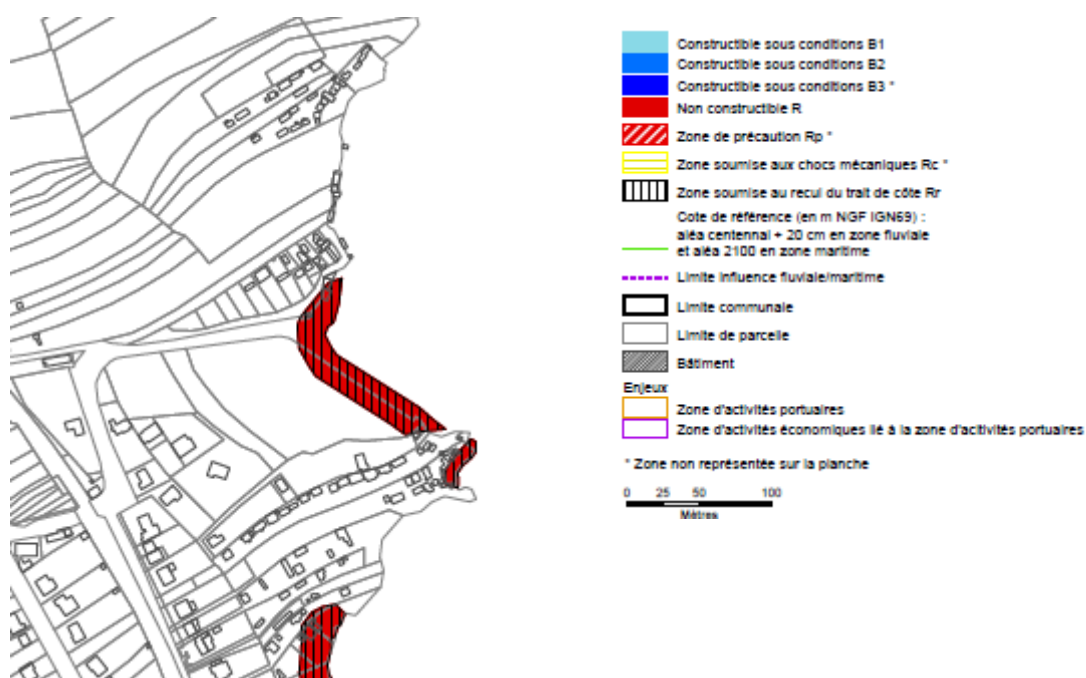 Constructible sous conditions B1
Constructible sous conditions B2
Constructible sous conditions B3 *
Non constructible R
Zone de précaution Rp *
Zone soumise aux chocs mécaniques Rc *
Zone soumise au recul du trait de côte Rr
Cote de référence (en m NGF IGN69) :
aléa centennal + 20 cm en zone fluviale
et aléa 2100 en zone maritime
Limite influence fluviale/maritime
Limite communale
Limite de parcelle
Bâtiment
Enjeux
Zone d'activités portuaires
Zone d'activités économiques lié à la zone d'acitivités portuaires
* Zone non représentée sur la planche
0 25 50 100
Mètres